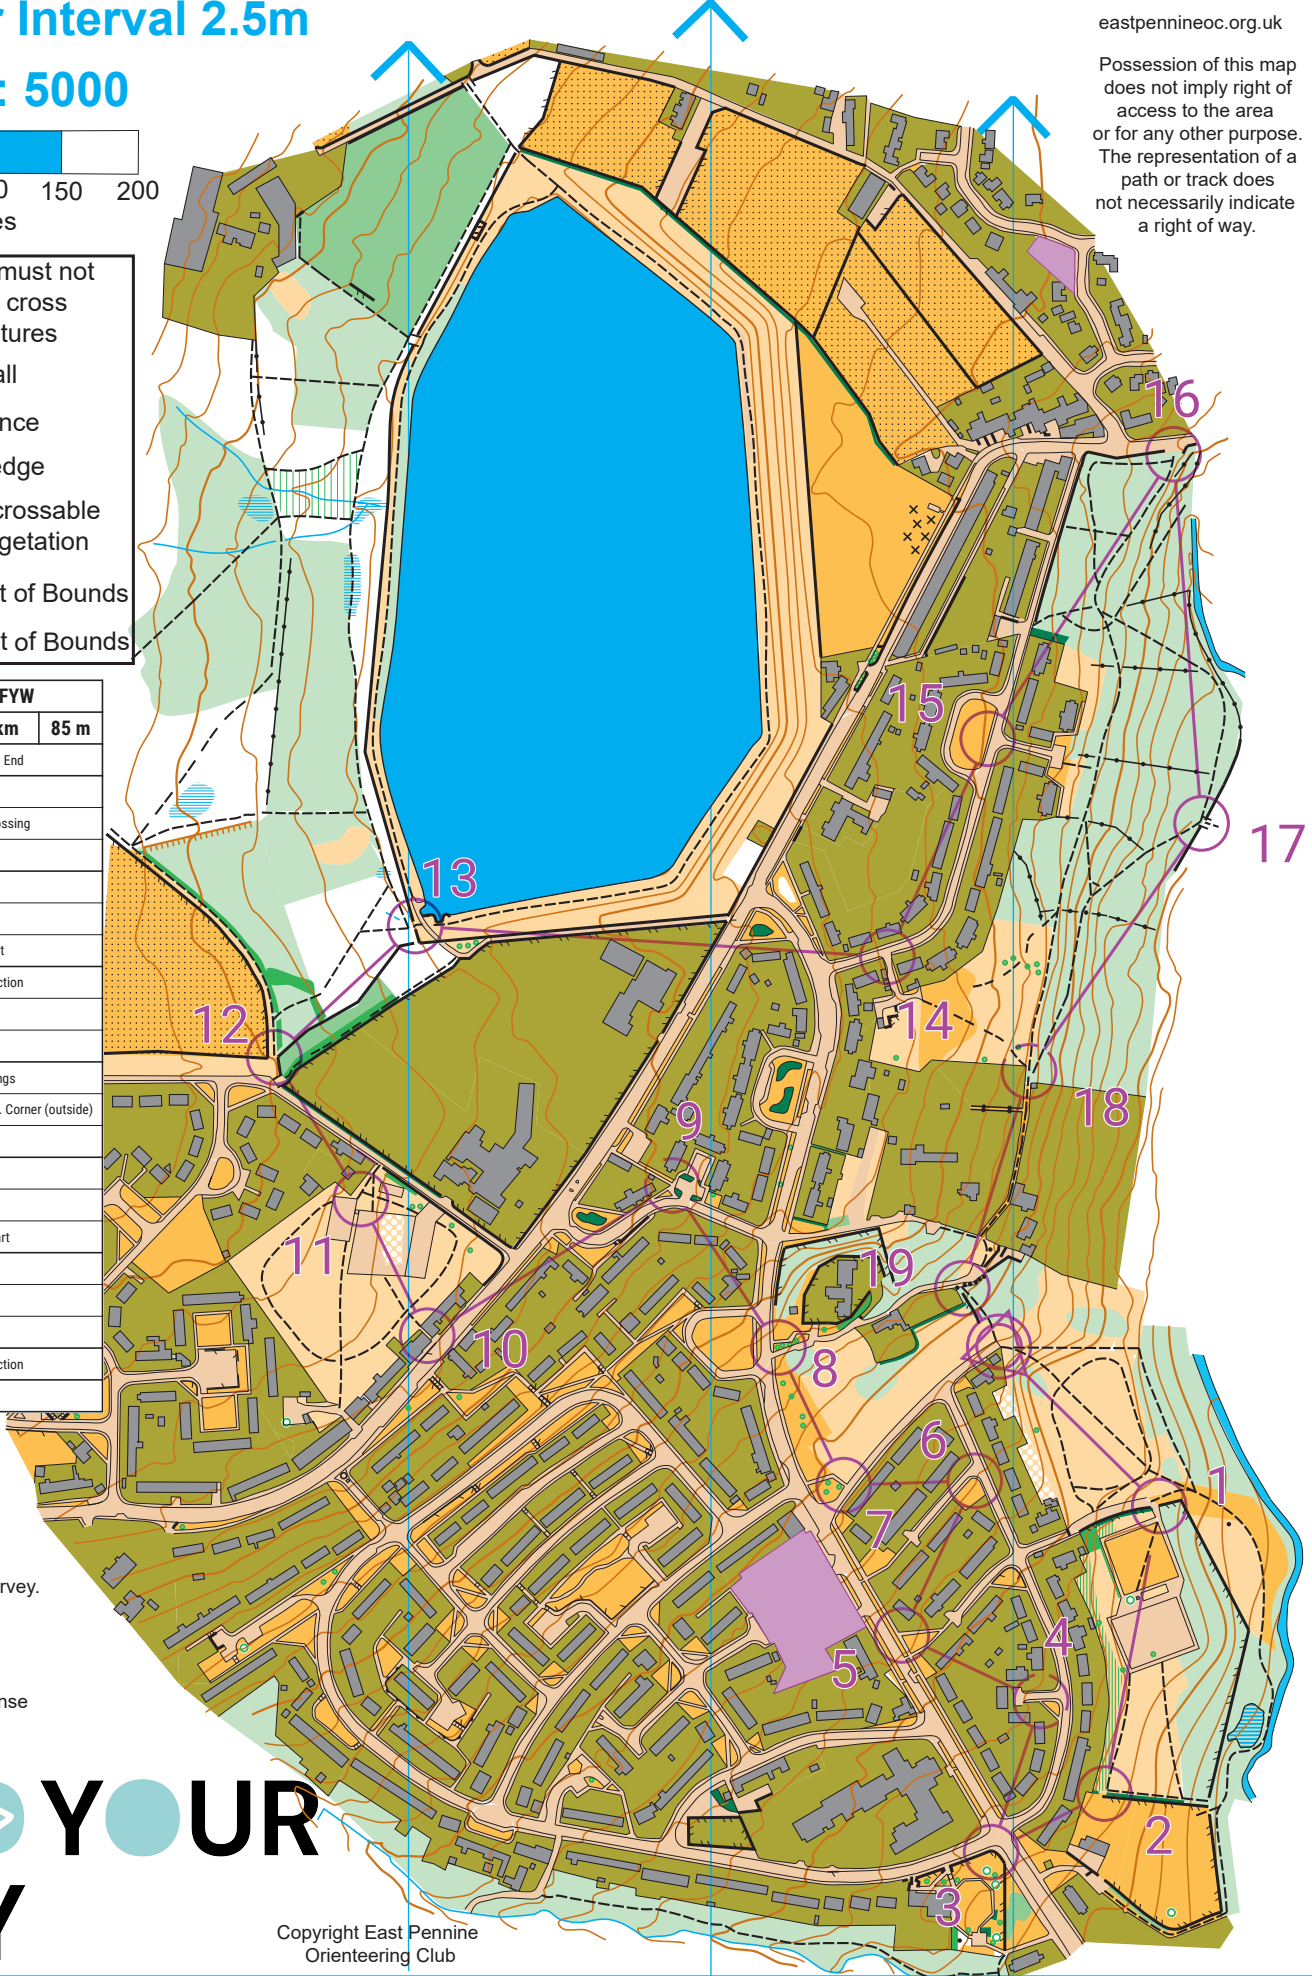 r Interval 2.5m
: 5000
0 150 200
es
must not
cross
tures
all
nce
edge
crossable
getation
t of Bounds
t of Bounds
FYW
km 85 m
End
ssing
t
ction
ngs
. Corner (outside)
rt
ction
rvey.
nse
YOUR
Y
Copyright East Pennine
Orienteering Club
eastpennineoc.org.uk
Possession of this map
does not imply right of
access to the area
or for any other purpose.
The representation of a
path or track does
not necessarily indicate
a right of way.
16
15
17
13
12
14
18
9
11
19
10
8
6
1
7
4
5
2
3